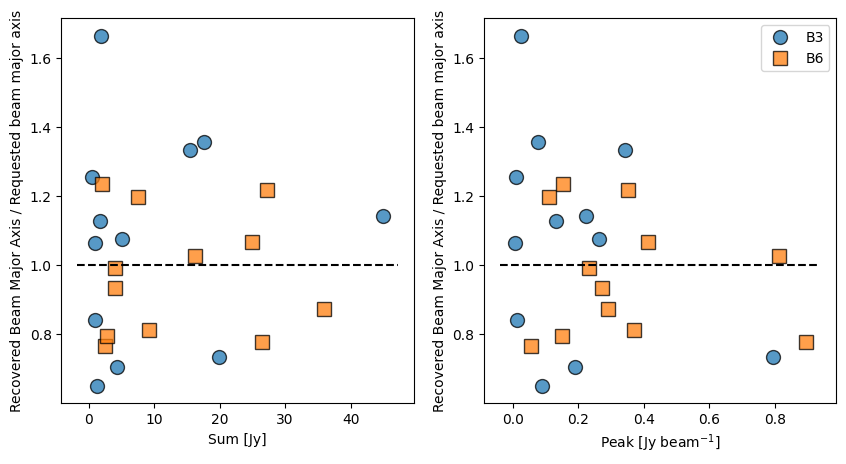 Recovered Beam Major Axis / Requested beam major axis
1.6
1.4
1.2
1.0
0.8
0 10 20 30 40
Sum [Jy]
Recovered Beam Major Axis / Requested beam major axis
1.6
1.4
1.2
1.0
0.8
0.0 0.2 0.4 0.6 0.8
Peak [Jy beam⁻¹]
B3
B6